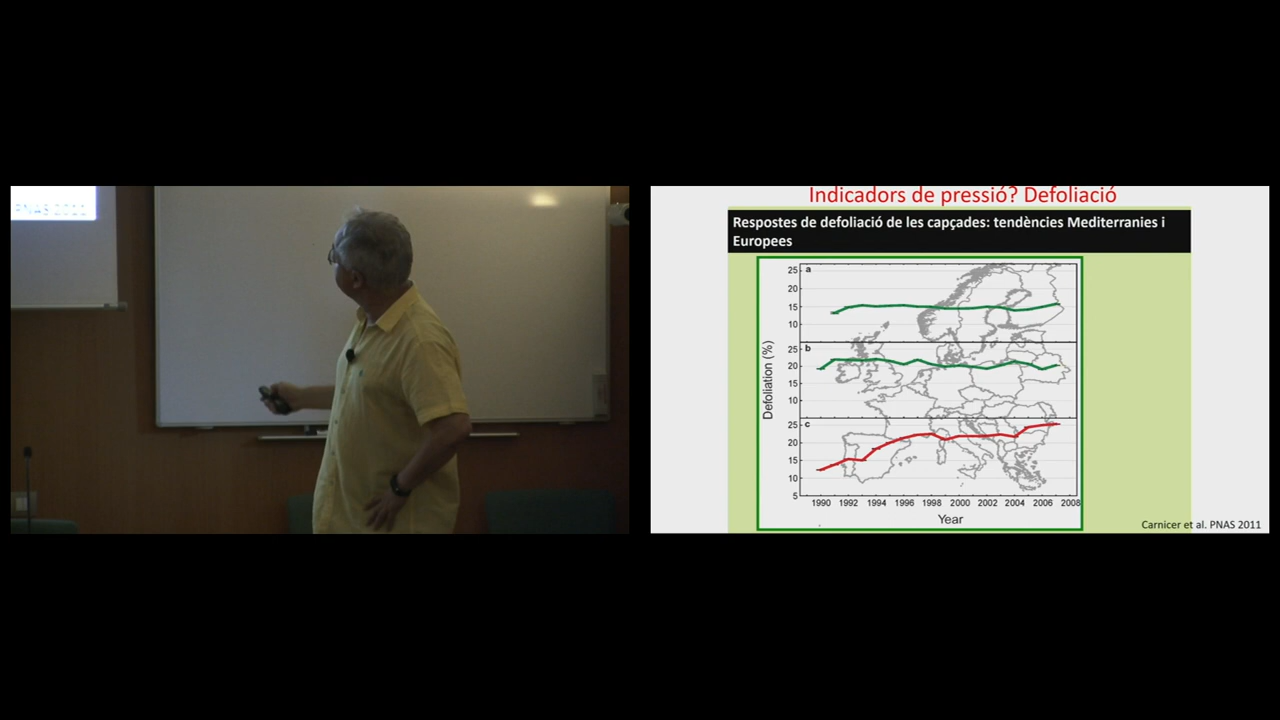 Indicadors de pressió? Defoliació
Respostes de defoliació de les capçades: tendències Mediterranies i
Europees
a
25
20
15
10
b
25
20
15
10
c
25
20
15
10
5
Defoliation (%)
1990 1992 1994 1996 1998 2000 2002 2004 2006 2008
Year
Carnicer et al. PNAS 2011